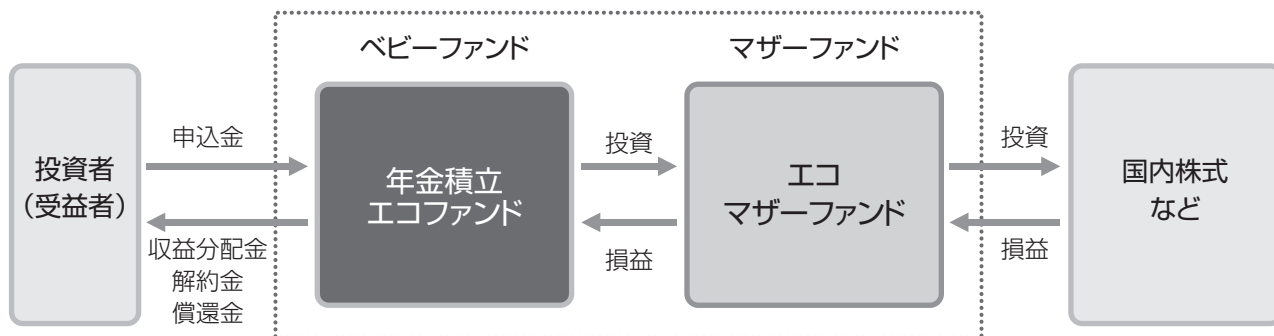 ベビーファンド
マザーファンド
投資者
（受益者）
申込金
収益分配金
解約金
償還金
年金積立
エコファンド
投資
損益
エコ
マザーファンド
投資
損益
国内株式
など